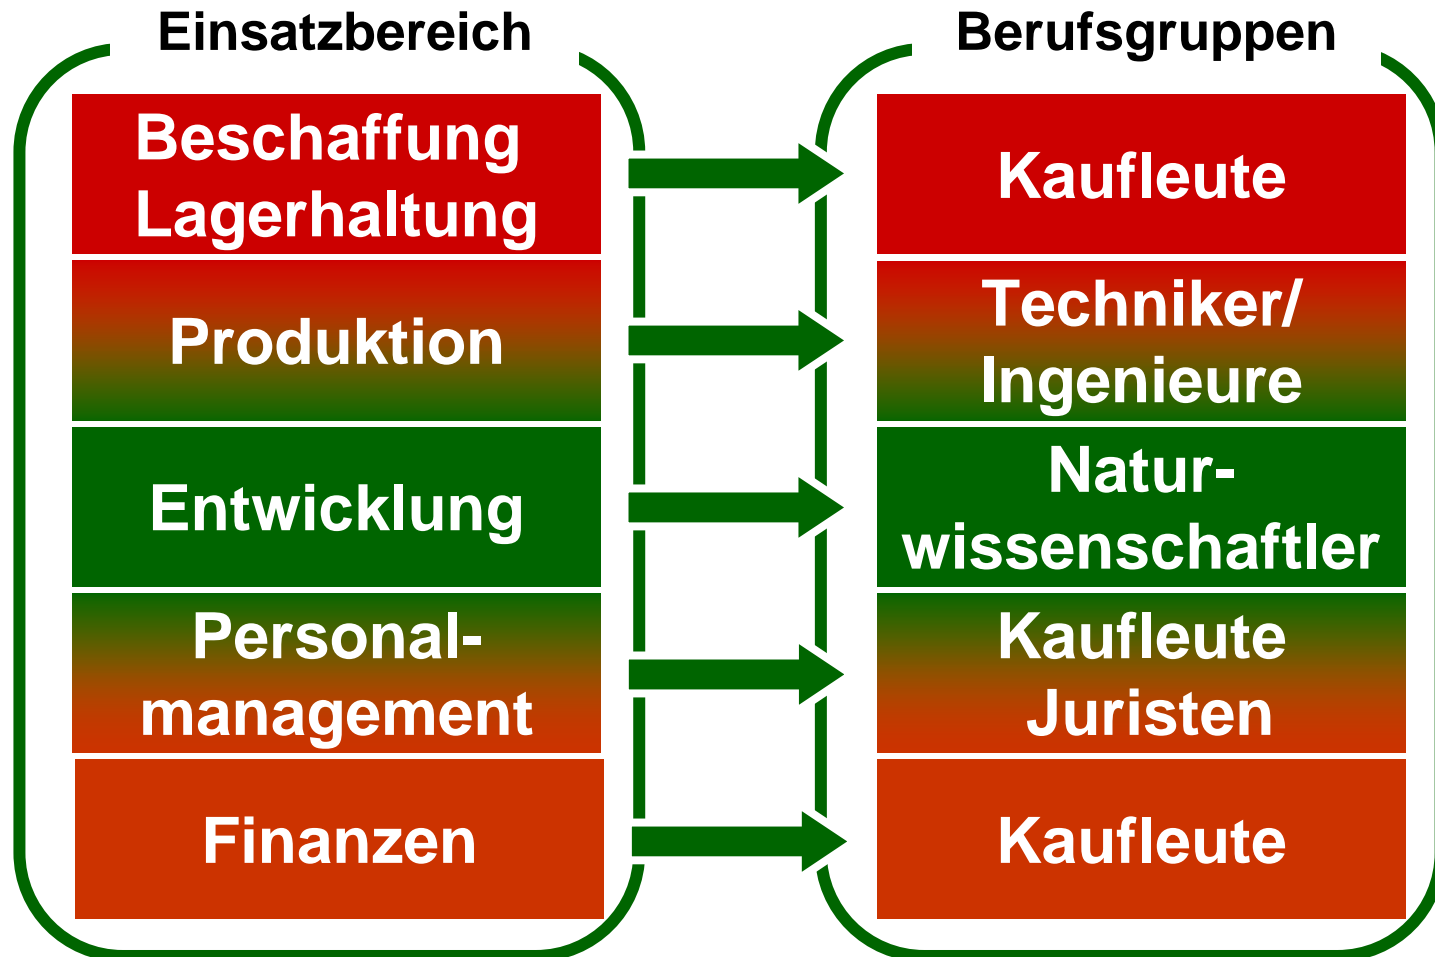 Einsatzbereich
Berufsgruppen
Beschaffung
Lagerhaltung
Kaufleute
Produktion
Techniker/
Ingenieure
Entwicklung
Natur-
wissenschaftler
Personal-
management
Kaufleute
Juristen
Finanzen
Kaufleute